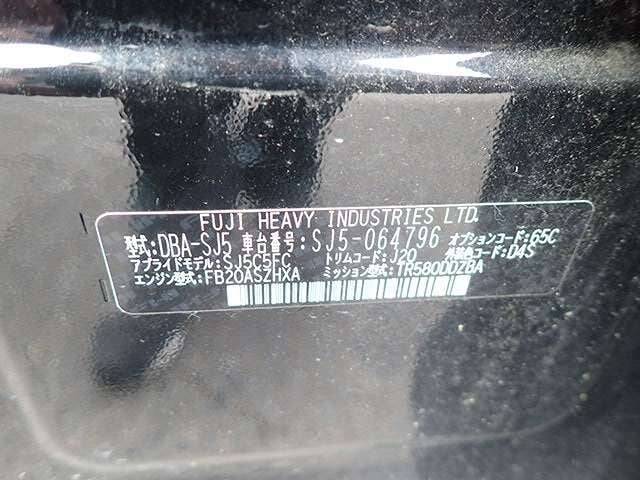 FUJI HEAVY INDUSTRIES LTD.
型式:DBA-SJ5 車台番号:SJ5-064796 オプションコード:65C
アプライドモデル:SJ5C5FC トリムコード:J20 外装色コード:D4S
エンジン型式:FB20ASZHXA ミッション型式:TR580DDZBA